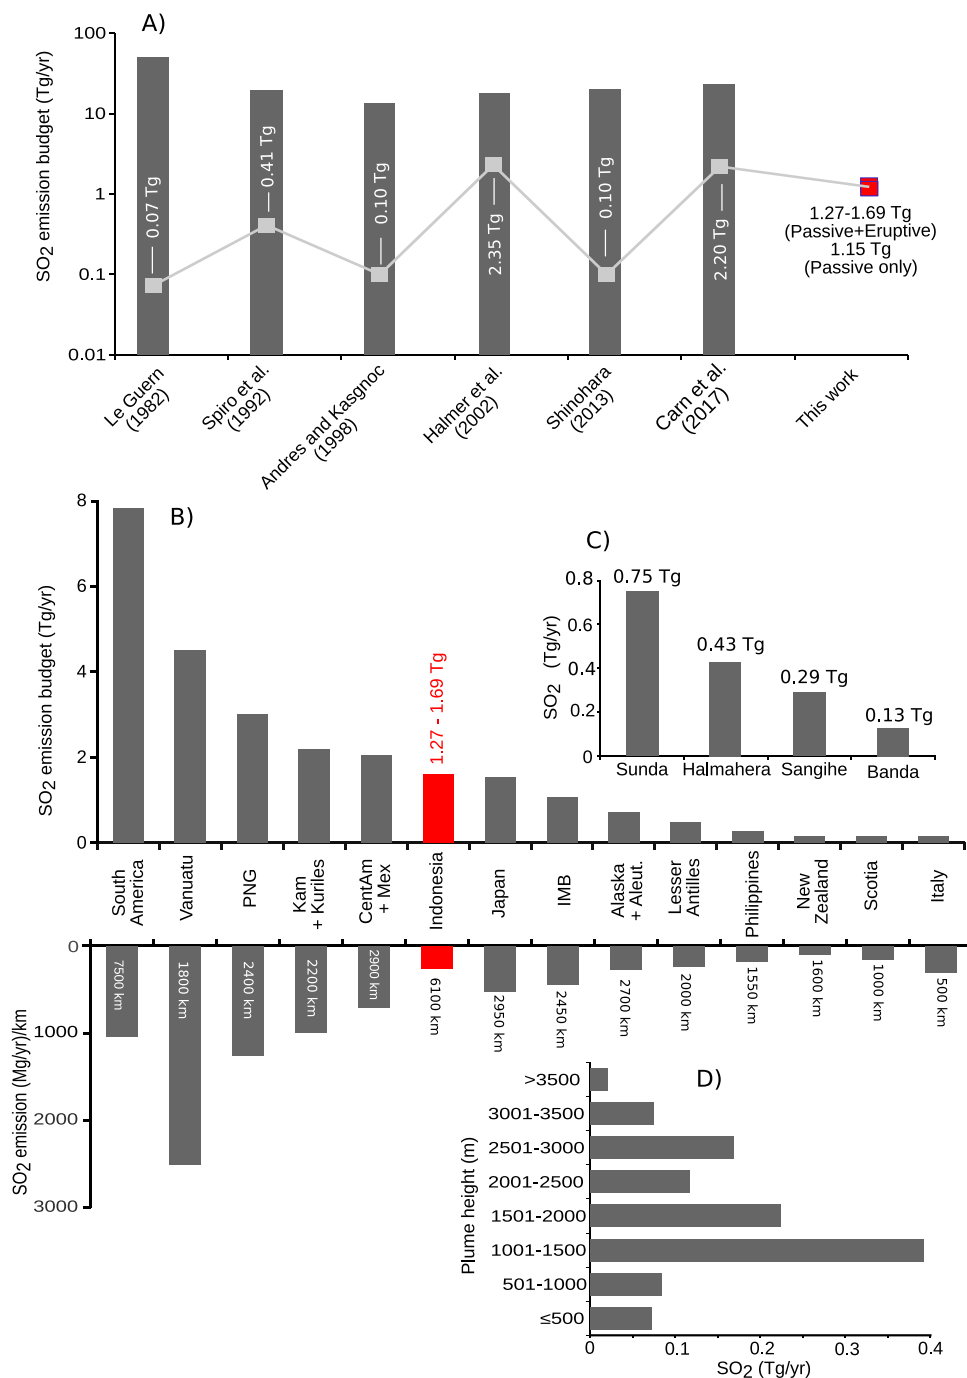 A)
SO2 emission budget (Tg/yr)
100
10
1
0.1
0.01
0.07 Tg
0.41 Tg
0.10 Tg
2.35 Tg
0.10 Tg
2.20 Tg
1.27-1.69 Tg
(Passive+Eruptive)
1.15 Tg
(Passive only)
Le Guern
(1982)
Spiro et al.
(1992)
Andres and Kasgnoc
(1998)
Halmer et al.
(2002)
Shinohara
(2013)
Carn et al.
(2017)
This work
B)
SO2 emission budget (Tg/yr)
8
6
4
2
0
1.27 - 1.69 Tg
South
America
Vanuatu
PNG
Kam
+ Kuriles
CentAm
+ Mex
Indonesia
Japan
IMB
Alaska
+ Aleut.
Lesser
Antilles
Philippines
New
Zealand
Scotia
Italy
C)
SO2 (Tg/yr)
0.8
0.6
0.4
0.2
0
0.75 Tg
0.43 Tg
0.29 Tg
0.13 Tg
Sunda
Halmahera
Sangihe
Banda
SO2 emission (Mg/yr)/km
0
1000
2000
3000
7500 km
1800 km
2400 km
2200 km
2900 km
6100 km
2950 km
2450 km
2700 km
2000 km
1550 km
1600 km
1000 km
500 km
D)
Plume height (m)
>3500
3001-3500
2501-3000
2001-2500
1501-2000
1001-1500
501-1000
≤500
0
0.1
0.2
0.3
0.4
SO2 (Tg/yr)